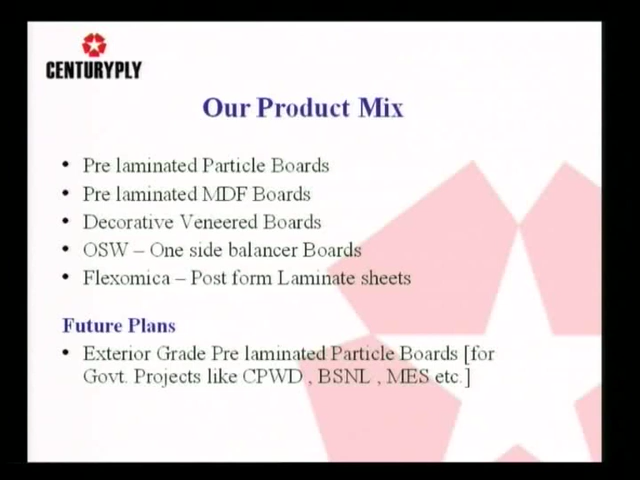 CENTURYPLY
Our Product Mix
• Pre laminated Particle Boards
• Pre laminated MDF Boards
• Decorative Veneered Boards
• OSW – One side balancer Boards
• Flexomica – Post form Laminate sheets
Future Plans
• Exterior Grade Pre laminated Particle Boards [for
Govt. Projects like CPWD , BSNL , MES etc.]